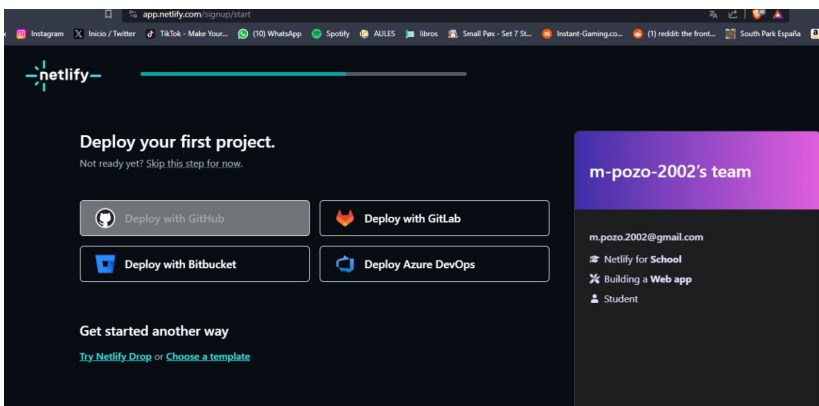 app.netlify.com/signup/start
Instagram
Inicio / Twitter
TikTok - Make Your...
(10) WhatsApp
Spotify
AULES
libros
Small Pєx - Set 7 St...
Instant-Gaming.co...
(1) reddit: the front...
South Park España
netlify
Deploy your first project.
Not ready yet? Skip this step for now.
Deploy with GitHub
Deploy with GitLab
Deploy with Bitbucket
Deploy Azure DevOps
Get started another way
Try Netlify Drop or Choose a template
m-pozo-2002's team
m.pozo.2002@gmail.com
Netlify for School
Building a Web app
Student